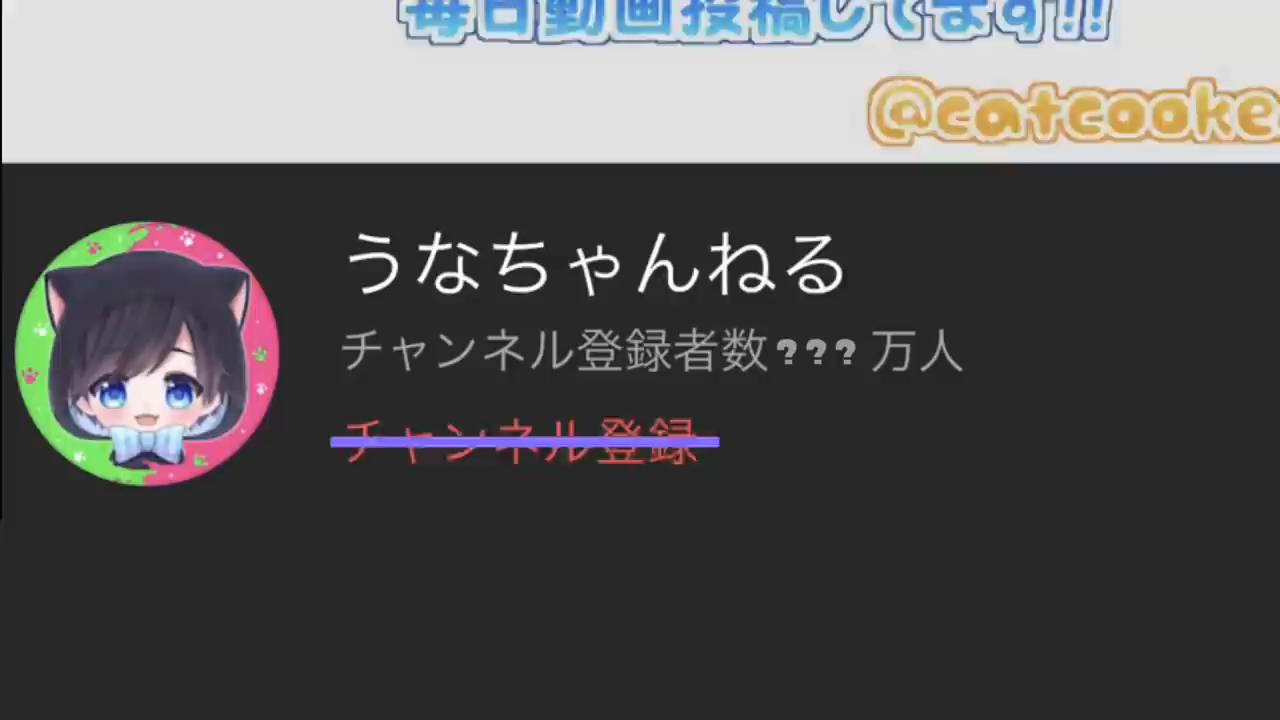 毎日動画投稿してます!!
@catcooke
うなちゃんねる
チャンネル登録者数??? 万人
チャンネル登録